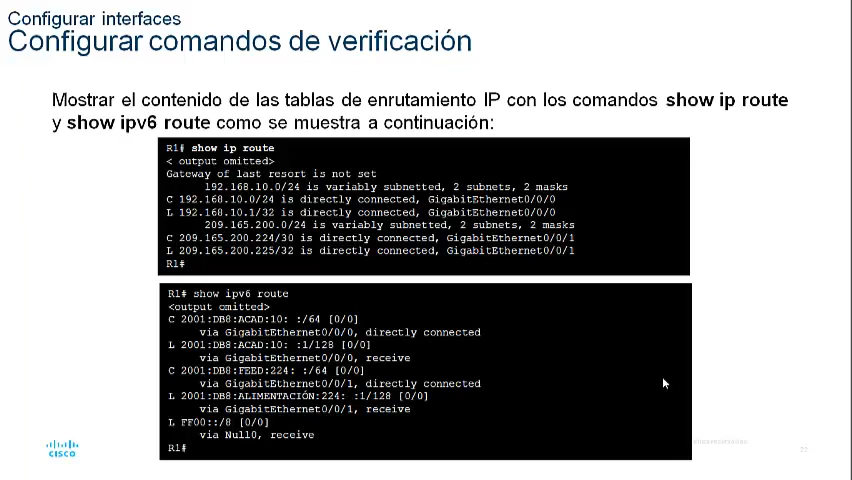 Configurar interfaces
Configurar comandos de verificación
Mostrar el contenido de las tablas de enrutamiento IP con los comandos show ip route
y show ipv6 route como se muestra a continuación:
R1# show ip route
< output omitted>
Gateway of last resort is not set
192.168.10.0/24 is variably subnetted, 2 subnets, 2 masks
C 192.168.10.0/24 is directly connected, GigabitEthernet0/0/0
L 192.168.10.1/32 is directly connected, GigabitEthernet0/0/0
209.165.200.0/24 is variably subnetted, 2 subnets, 2 masks
C 209.165.200.224/30 is directly connected, GigabitEthernet0/0/1
L 209.165.200.225/32 is directly connected, GigabitEthernet0/0/1
R1#
R1# show ipv6 route
<output omitted>
C 2001:DB8:ACAD:10: :/64 [0/0]
via GigabitEthernet0/0/0, directly connected
L 2001:DB8:ACAD:10: :1/128 [0/0]
via GigabitEthernet0/0/0, receive
C 2001:DB8:FEED:224: :/64 [0/0]
via GigabitEthernet0/0/1, directly connected
L 2001:DB8:ALIMENTACIÓN:224: :1/128 [0/0]
via GigabitEthernet0/0/1, receive
L FF00::/8 [0/0]
via Null0, receive
R1#
CISCO